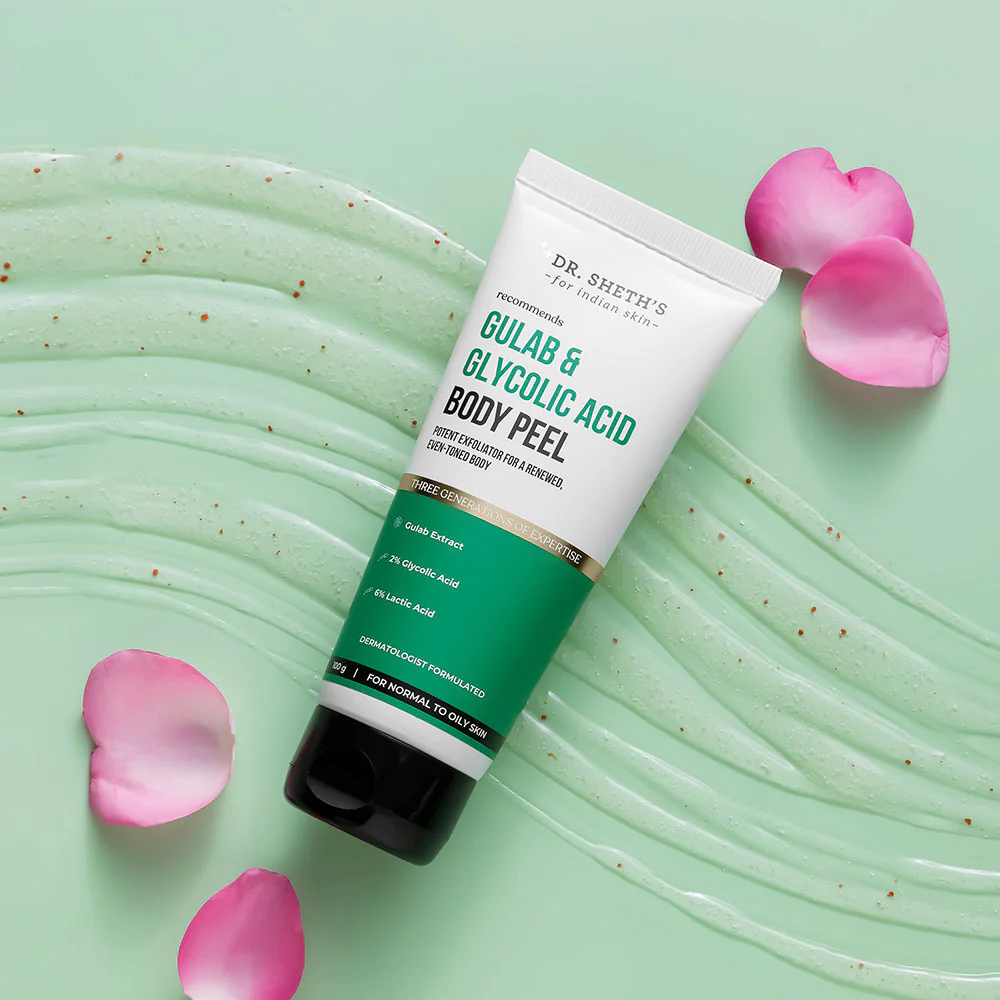 DR. SHETH'S
-for indian skin-
recommends
GULAB &
GLYCOLIC ACID
BODY PEEL
POTENT EXFOLIATOR FOR A RENEWED,
EVEN-TONED BODY
THREE GENERATIONS OF EXPERTISE
Gulab Extract
2% Glycolic Acid
6% Lactic Acid
DERMATOLOGIST FORMULATED
100 g | FOR NORMAL TO OILY SKIN